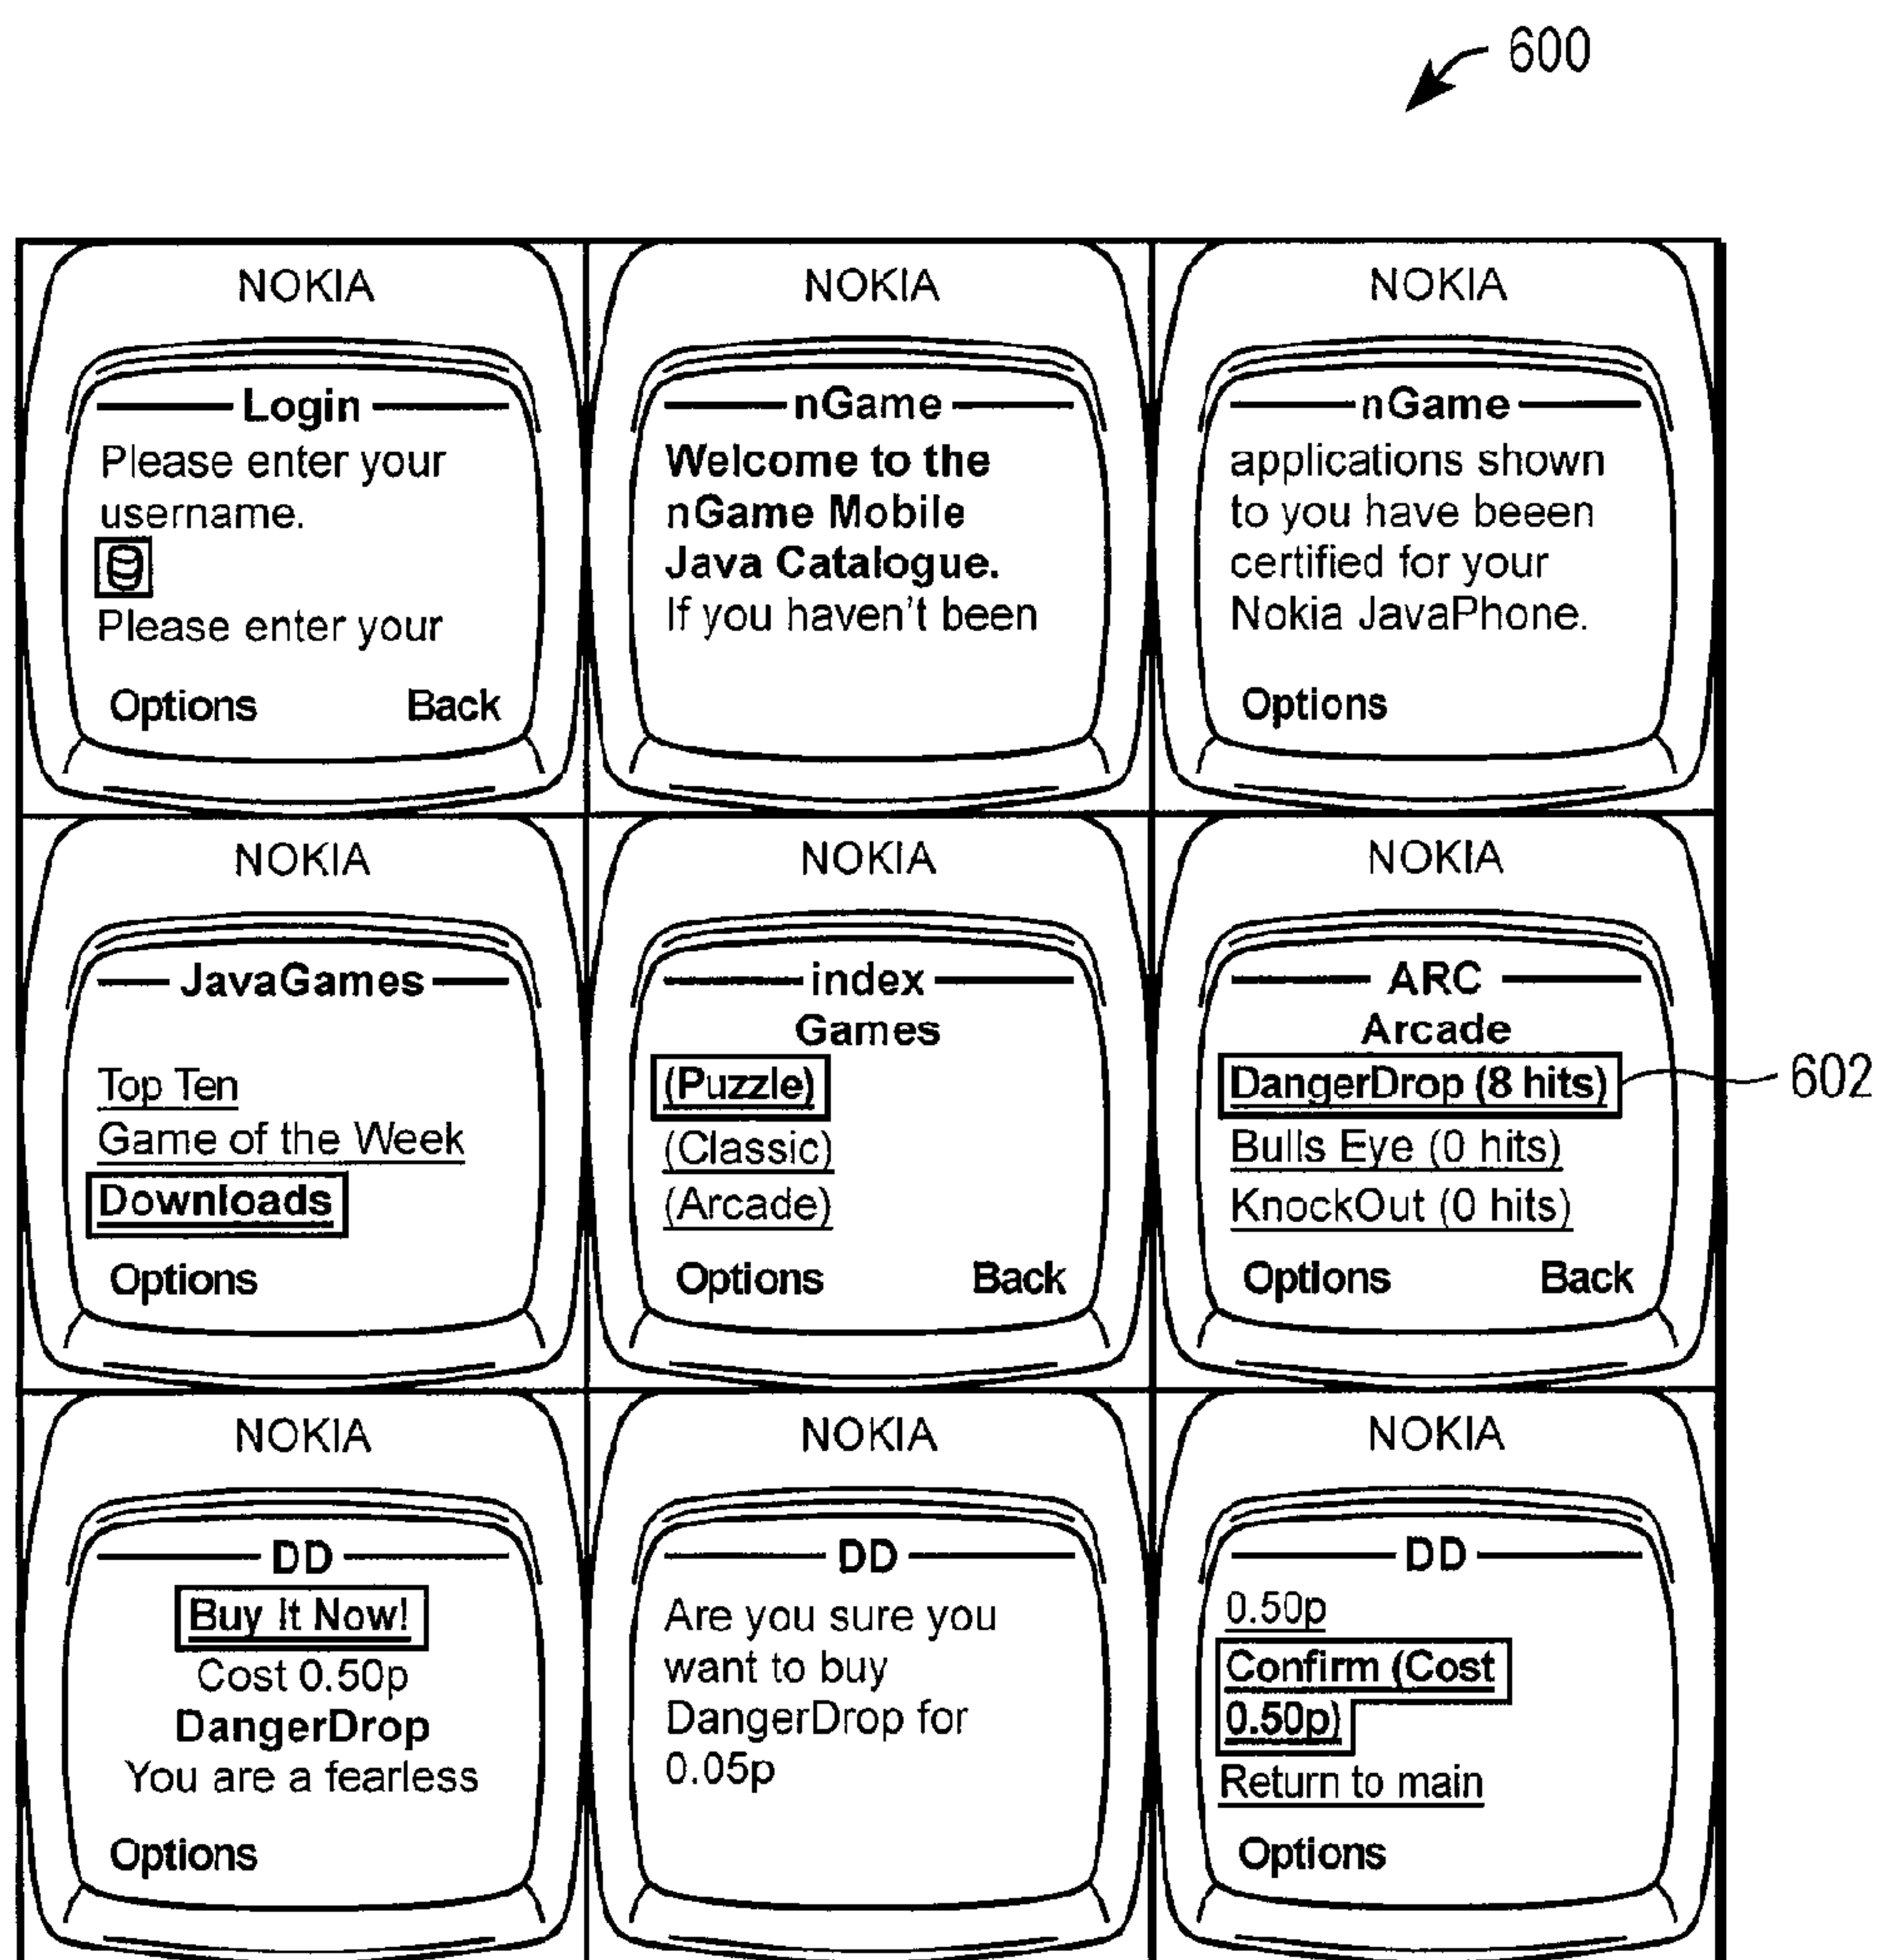 600
NOKIA
Login
Please enter your
username.
Please enter your
Options Back
NOKIA
nGame
Welcome to the
nGame Mobile
Java Catalogue.
If you haven't been
NOKIA
nGame
applications shown
to you have beeen
certified for your
Nokia JavaPhone.
Options
NOKIA
JavaGames
Top Ten
Game of the Week
Downloads
Options
NOKIA
index
Games
(Puzzle)
(Classic)
(Arcade)
Options Back
NOKIA
ARC
Arcade
DangerDrop (8 hits)
Bulls Eye (0 hits)
KnockOut (0 hits)
Options Back
602
NOKIA
DD
Buy It Now!
Cost 0.50p
DangerDrop
You are a fearless
Options
NOKIA
DD
Are you sure you
want to buy
DangerDrop for
0.05p
NOKIA
DD
0.50p
Confirm (Cost
0.50p)
Return to main
Options